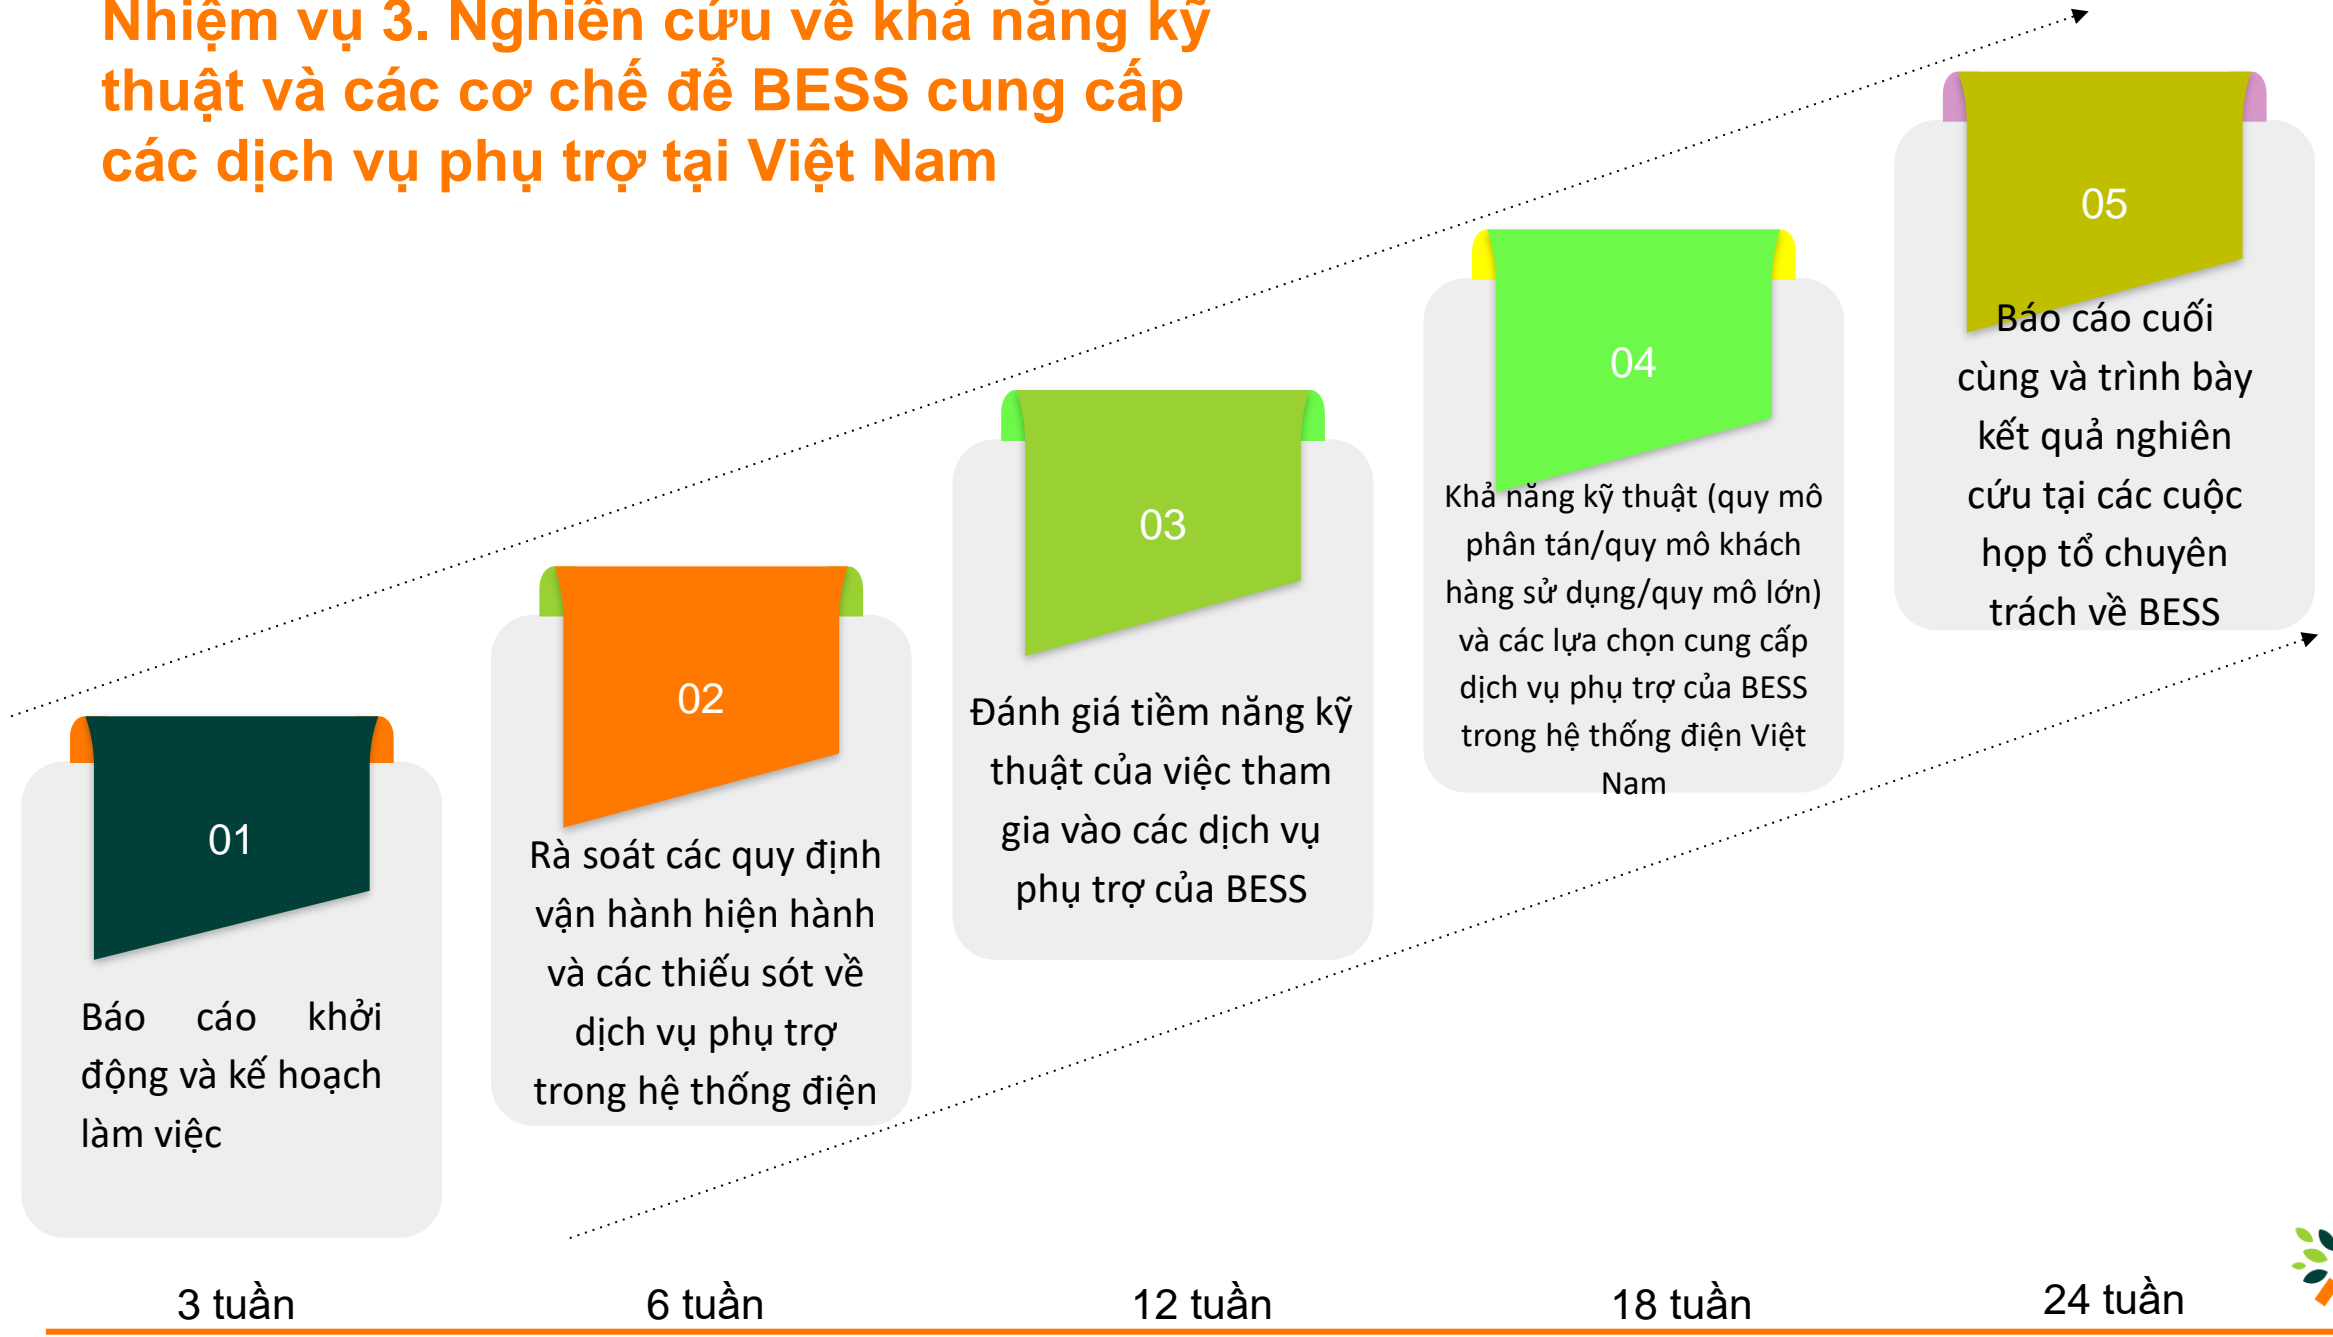 Nhiệm vụ 3. Nghiên cứu về khả năng kỹ
thuật và các cơ chế để BESS cung cấp
các dịch vụ phụ trợ tại Việt Nam
01
Báo cáo khởi
động và kế hoạch
làm việc
02
Rà soát các quy định
vận hành hiện hành
và các thiếu sót về
dịch vụ phụ trợ
trong hệ thống điện
03
Đánh giá tiềm năng kỹ
thuật của việc tham
gia vào các dịch vụ
phụ trợ của BESS
04
Khả năng kỹ thuật (quy mô
phân tán/quy mô khách
hàng sử dụng/quy mô lớn)
và các lựa chọn cung cấp
dịch vụ phụ trợ của BESS
trong hệ thống điện Việt
Nam
05
Báo cáo cuối
cùng và trình bày
kết quả nghiên
cứu tại các cuộc
họp tổ chuyên
trách về BESS
3 tuần
6 tuần
12 tuần
18 tuần
24 tuần